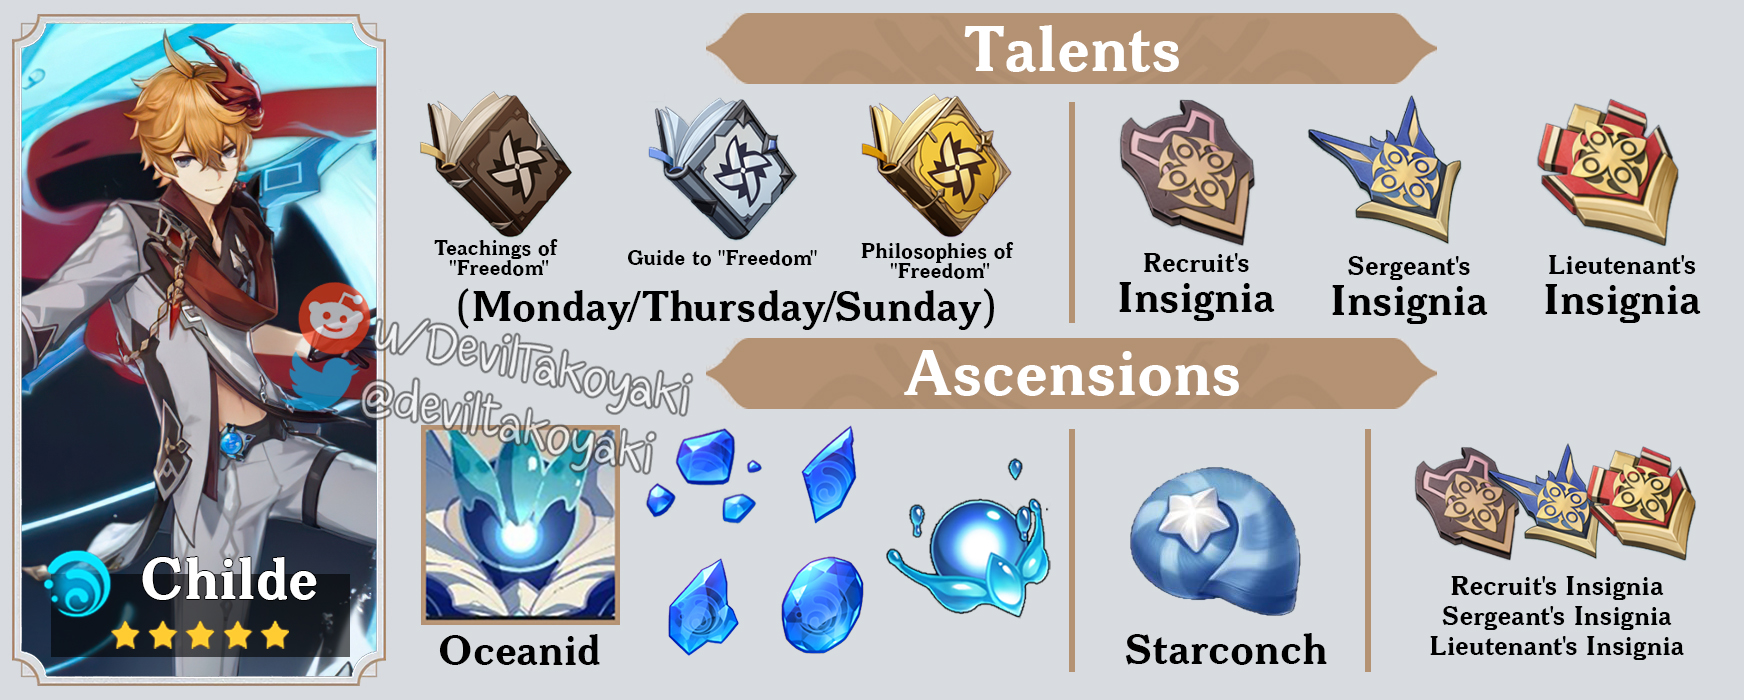 Talents
Teachings of
"Freedom"
Guide to "Freedom"
Philosophies of
"Freedom"
(Monday/Thursday/Sunday)
Recruit's
Insignia
Sergeant's
Insignia
Lieutenant's
Insignia
u/DevilTakoyaki
@deviltakoyaki
Ascensions
Childe
Oceanid
Starconch
Recruit's Insignia
Sergeant's Insignia
Lieutenant's Insignia